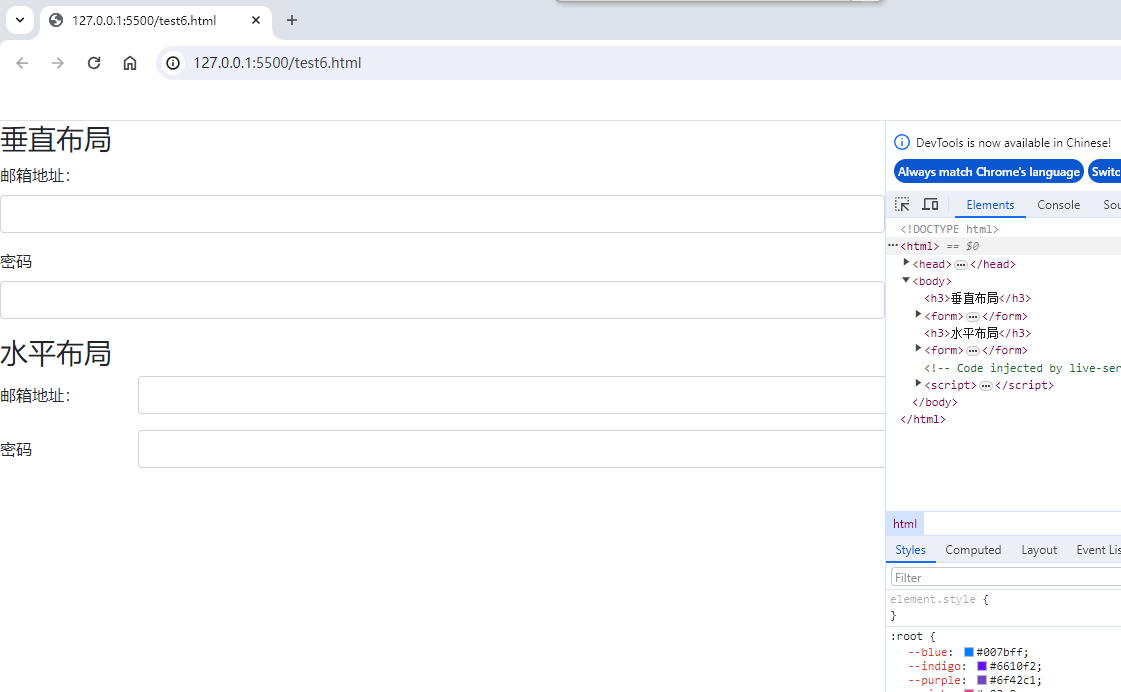 127.0.0.1:5500/test6.html
127.0.0.1:5500/test6.html
垂直布局
邮箱地址:
密码
水平布局
邮箱地址:
密码
DevTools is now available in Chinese!
Always match Chrome's language Switc
Elements Console Sou
<!DOCTYPE html>
<html> == $0
<head> </head>
<body>
<h3>垂直布局</h3>
<form> </form>
<h3>水平布局</h3>
<form> </form>
<!-- Code injected by live-ser
<script> </script>
</body>
</html>
html
Styles Computed Layout Event Lis
Filter
element.style {
}
:root {
--blue: #007bff;
--indigo: #6610f2;
--purple: #6f42c1;